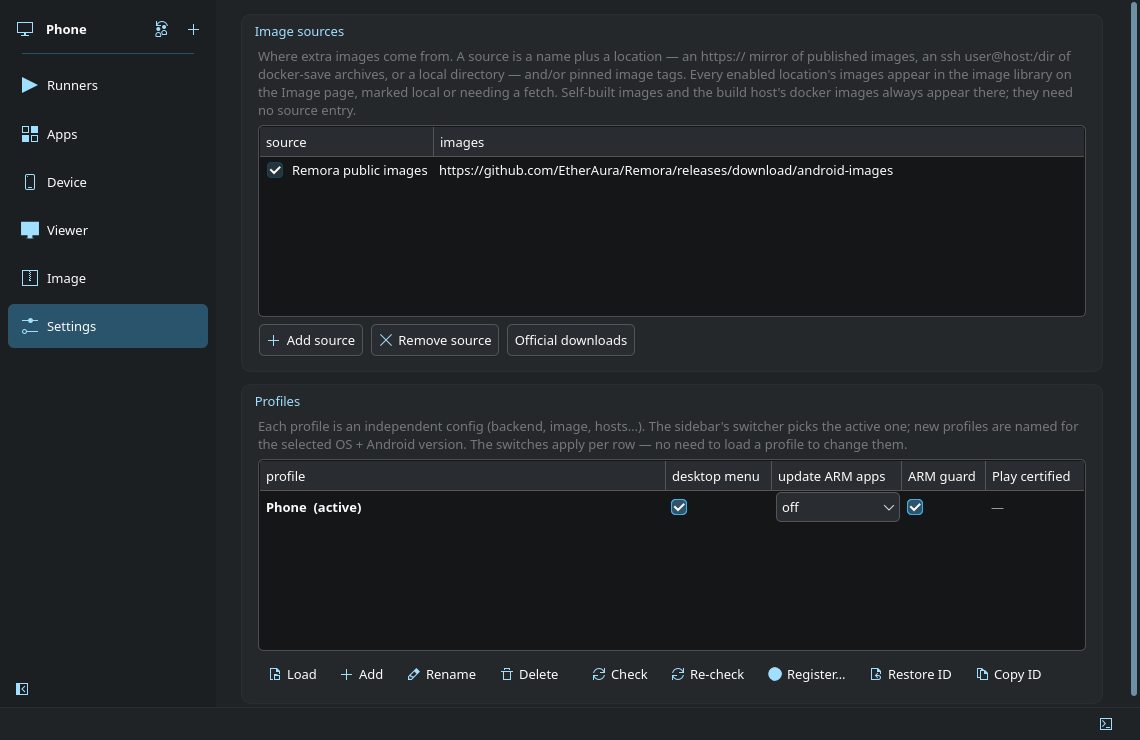 Phone
Runners
Apps
Device
Viewer
Image
Settings
Image sources
Where extra images come from. A source is a name plus a location — an https:// mirror of published images, an ssh user@host:/dir of
docker-save archives, or a local directory — and/or pinned image tags. Every enabled location's images appear in the image library on
the Image page, marked local or needing a fetch. Self-built images and the build host's docker images always appear there; they need
no source entry.
source images
Remora public images https://github.com/EtherAura/Remora/releases/download/android-images
Add source Remove source Official downloads
Profiles
Each profile is an independent config (backend, image, hosts...). The sidebar's switcher picks the active one; new profiles are named for
the selected OS + Android version. The switches apply per row — no need to load a profile to change them.
profile desktop menu update ARM apps ARM guard Play certified
Phone (active) off —
Load Add Rename Delete Check Re-check Register... Restore ID Copy ID